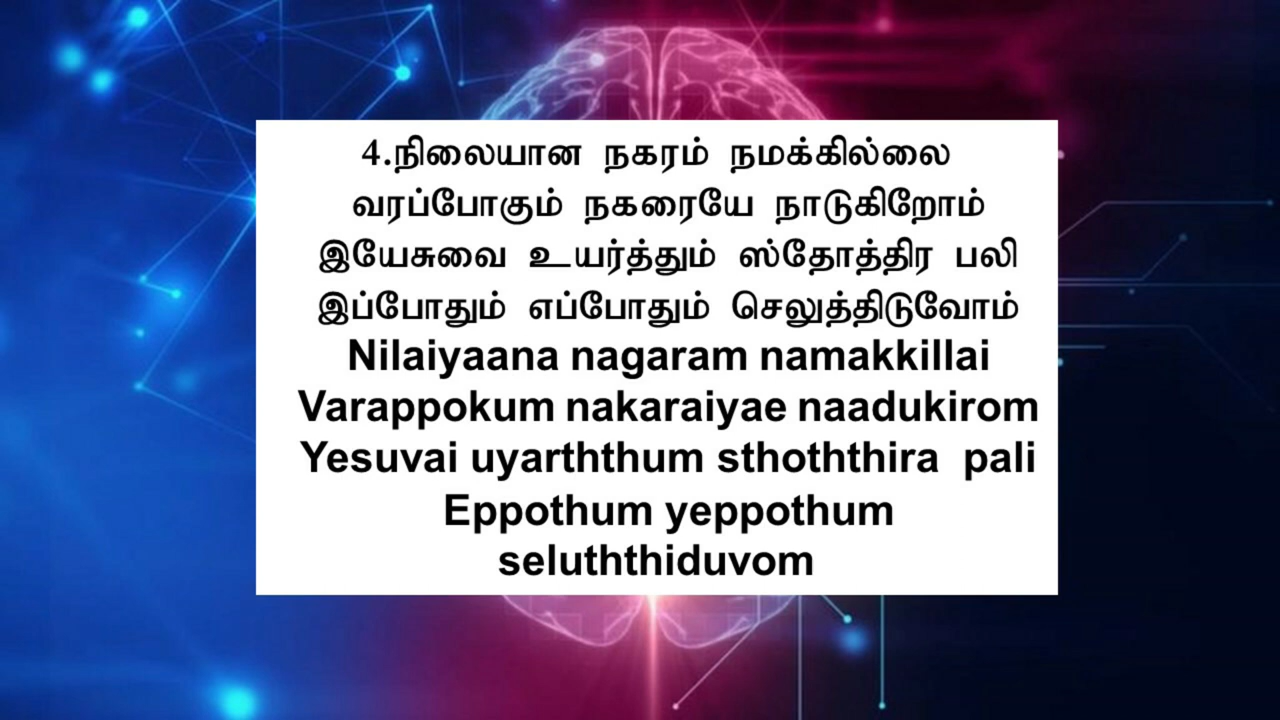 4.நிலையான நகரம் நமக்கில்லை
வரப்போகும் நகரையே நாடுகிறோம்
இயேசுவை உயர்த்தும் ஸ்தோத்திர பலி
இப்போதும் எப்போதும் செலுத்திடுவோம்
Nilaiyaana nagaram namakkillai
Varappokum nakaraiyae naadukirom
Yesuvai uyarththum sthoththira pali
Eppothum yeppothum
seluththiduvom